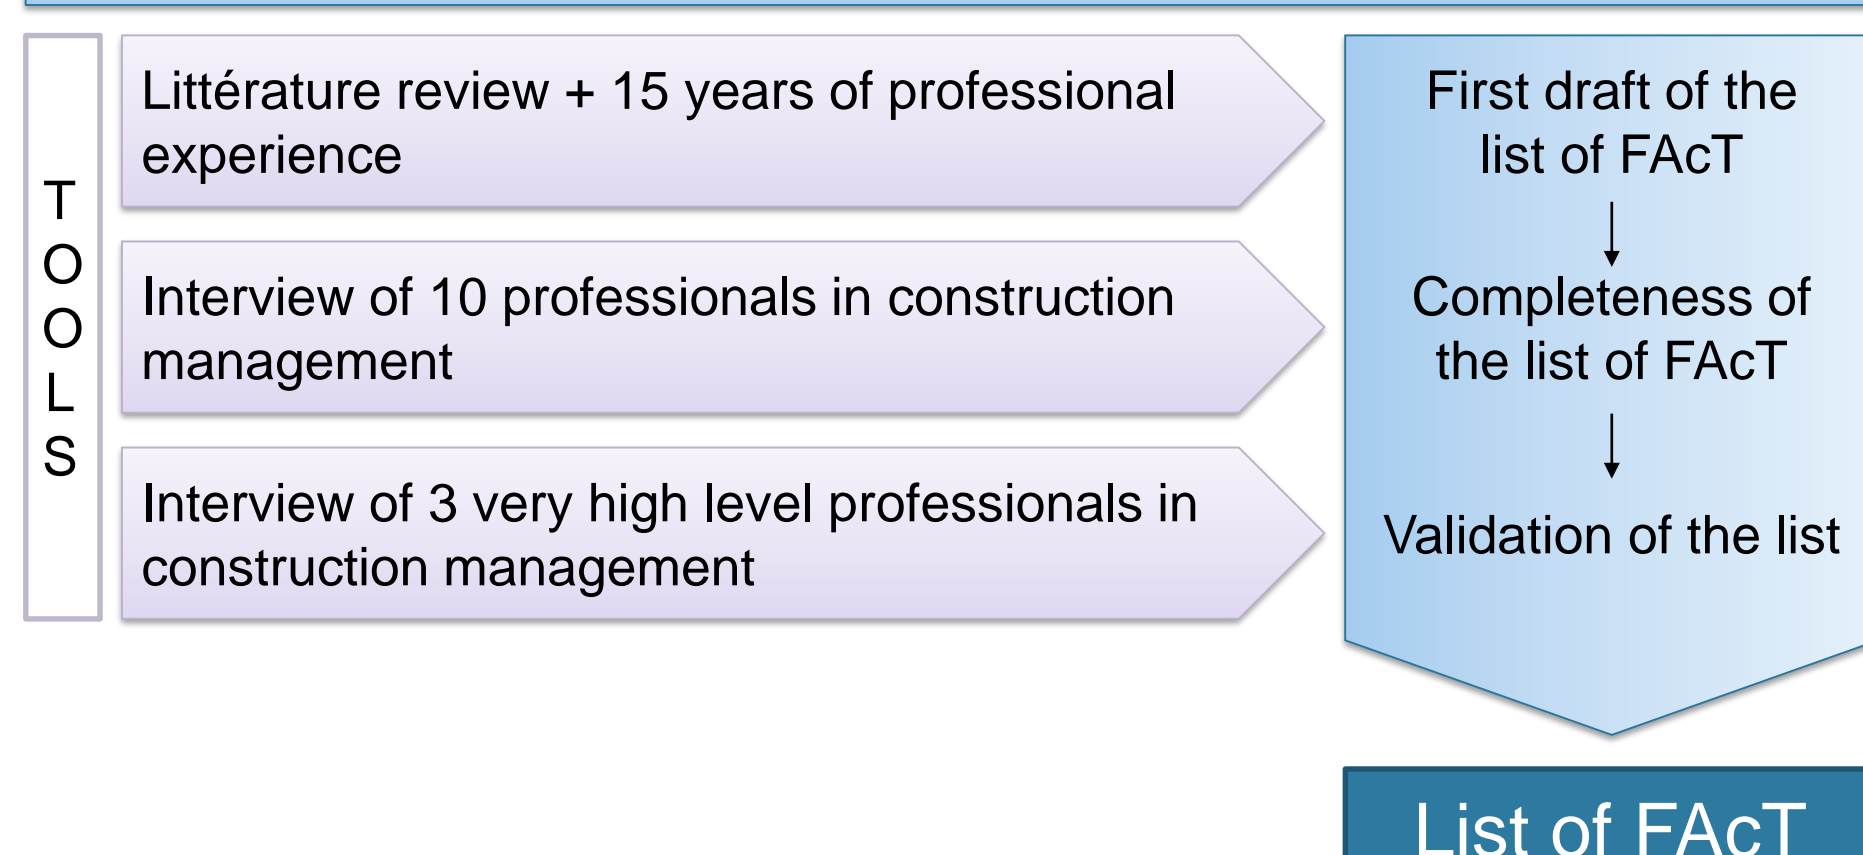 T
O
O
L
S
Littérature review + 15 years of professional
experience
Interview of 10 professionals in construction
management
Interview of 3 very high level professionals in
construction management
First draft of the
list of FAcT
Completeness of
the list of FAcT
Validation of the list
List of FAcT